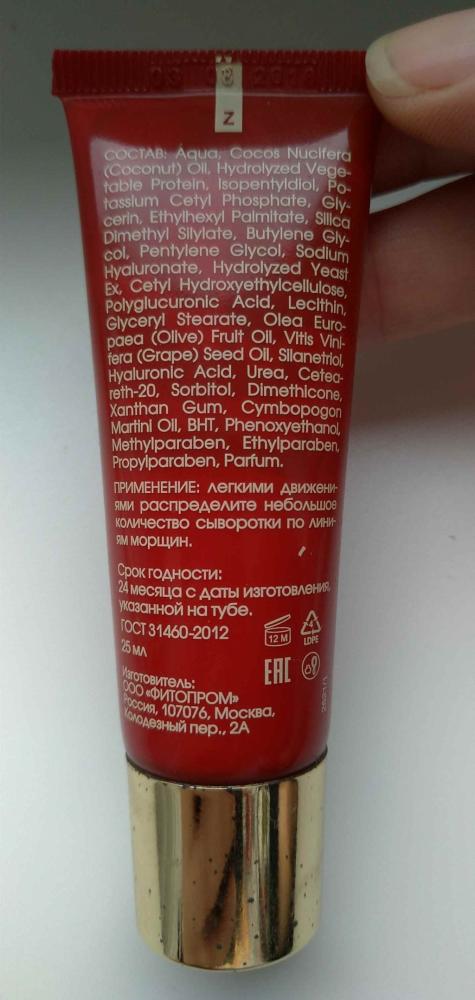 Z
СОСТАВ: Aqua, Cocos Nucifera
(Coconut) Oil, Hydrolyzed Vege-
table Protein, Isopentyldiol, Po-
tassium Cetyl Phosphate, Gly-
cerin, Ethylhexyl Palmitate, Silica
Dimethyl Silylate, Butylene Gly-
col, Pentylene Glycol, Sodium
Hyaluronate, Hydrolyzed Yeast
Ex, Cetyl Hydroxyethylcellulose,
Polyglucuronic Acid, Lecithin,
Glyceryl Stearate, Olea Euro-
paea (Olive) Fruit Oil, Vitis Vini-
fera (Grape) Seed Oil, Silanetriol,
Hyaluronic Acid, Urea, Cetea-
reth-20, Sorbitol, Dimethicone,
Xanthan Gum, Cymbopogon
Martini Oil, BHT, Phenoxyethanol,
Methylparaben, Ethylparaben,
Propylparaben, Parfum.
ПРИМЕНЕНИЕ: легкими движени-
ями распределите небольшое
количество сыворотки по лини-
ям морщин.
Срок годности:
24 месяца с даты изготовления,
указанной на тубе.
ГОСТ 31460-2012
25 мл
12 M
4
LDPE
EAC
Изготовитель:
ООО «ФИТОПРОМ»
Россия, 107076, Москва,
Колодезный пер., 2А